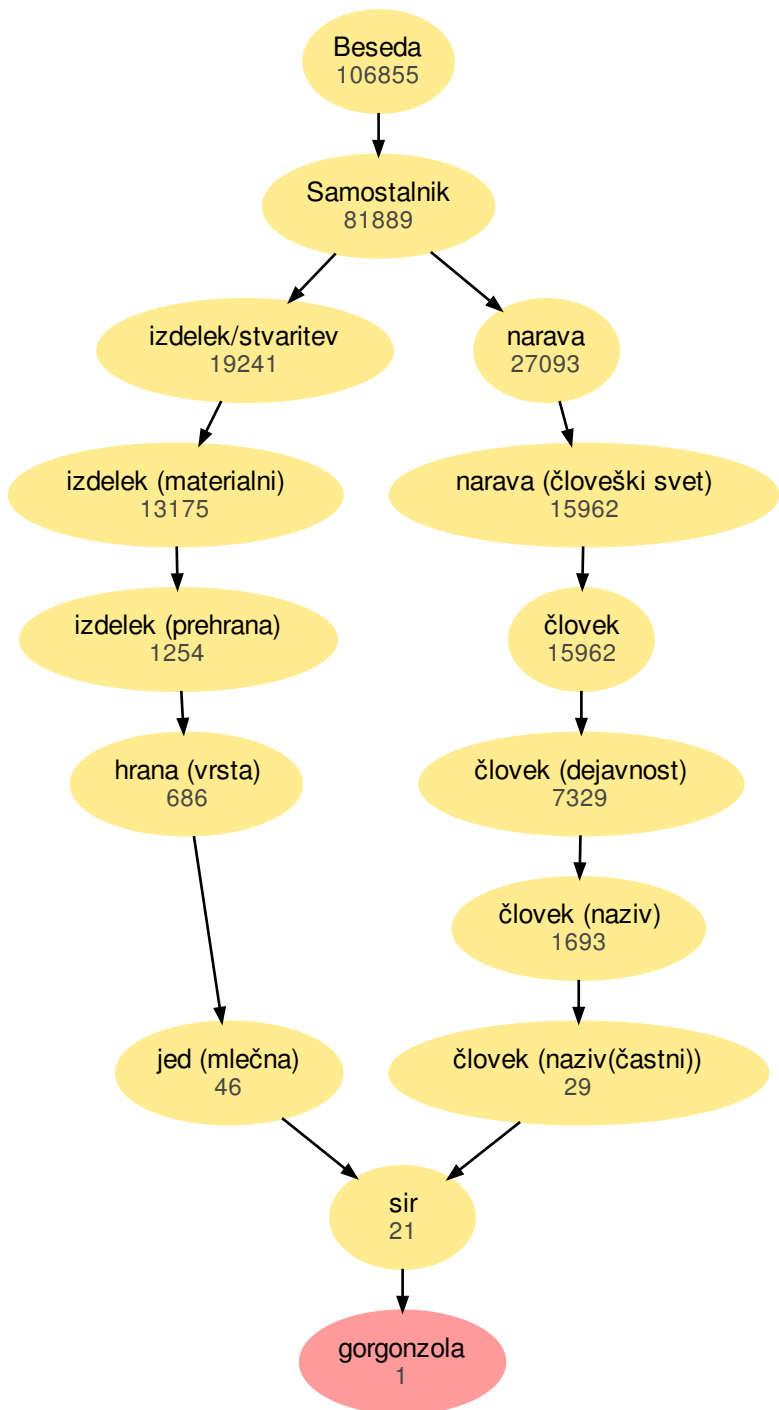 Beseda
106855
Samostalnik
81889
izdelek/stvaritev
19241
narava
27093
izdelek (materialni)
13175
narava (človeški svet)
15962
izdelek (prehrana)
1254
človek
15962
hrana (vrsta)
686
človek (dejavnost)
7329
človek (naziv)
1693
jed (mlečna)
46
človek (naziv(častni))
29
sir
21
gorgonzola
1